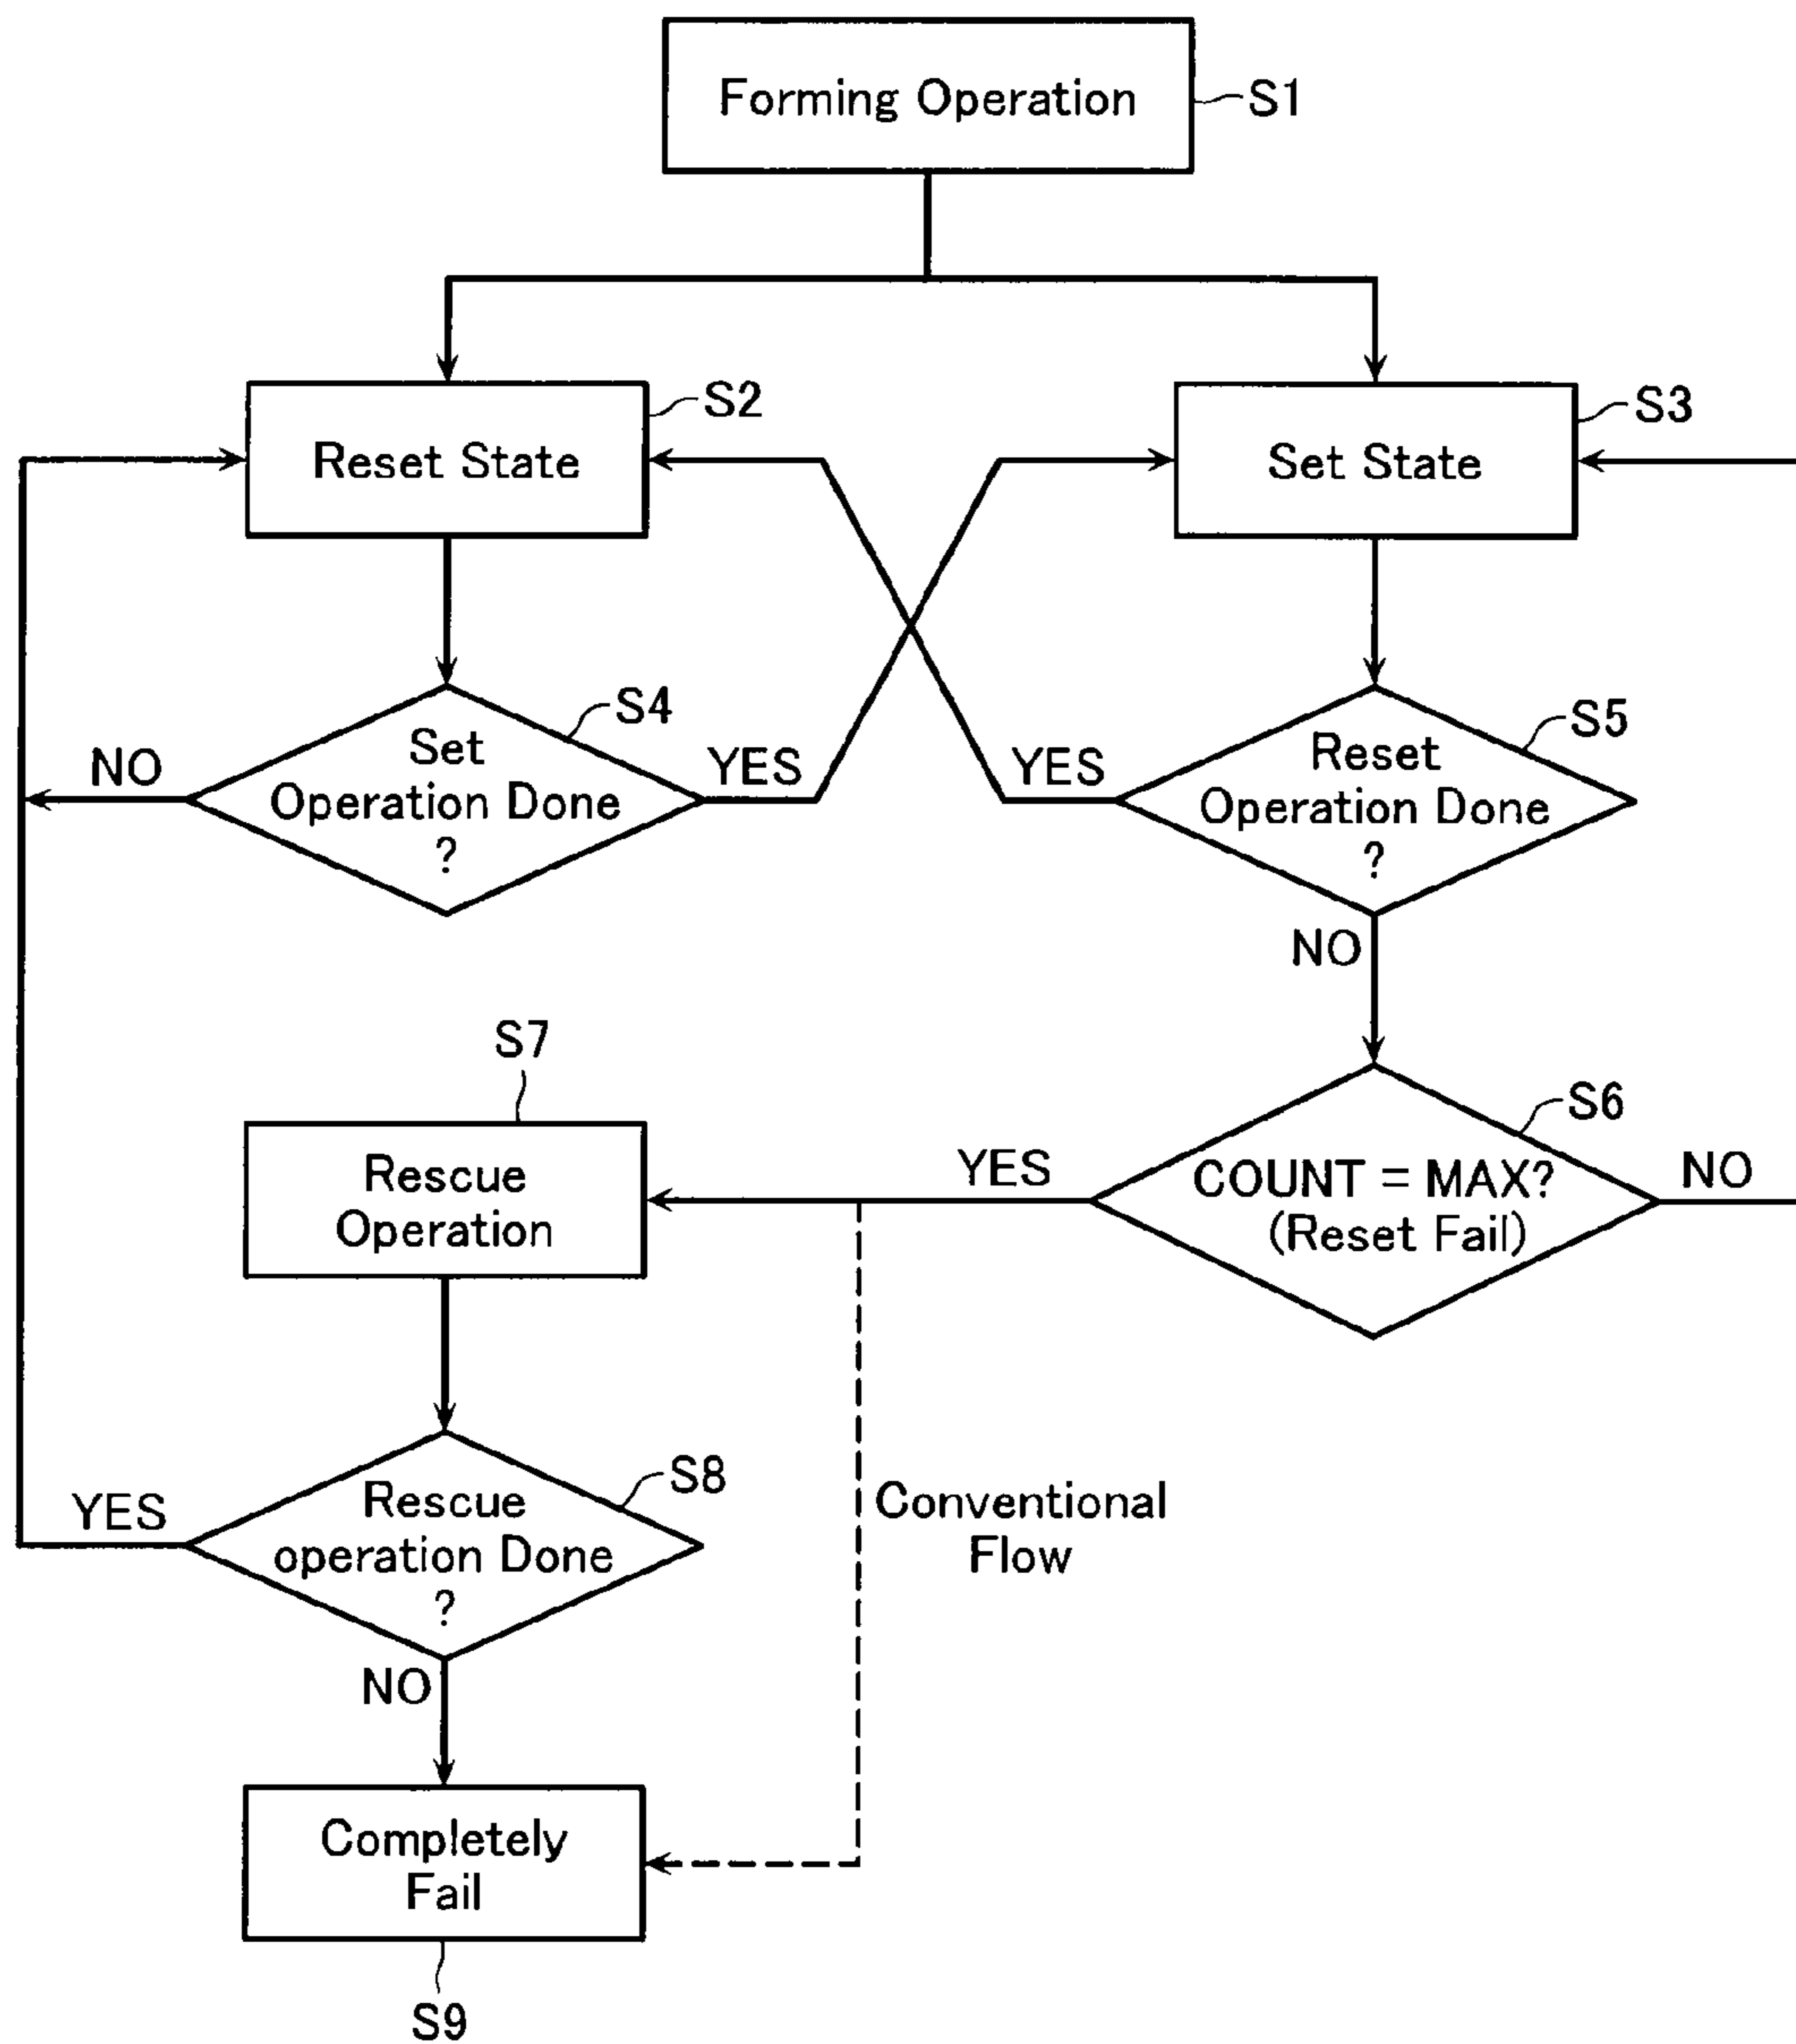 Forming Operation
S1
S2
Reset State
S3
Set State
S4
Set
Operation Done
?
NO
YES
S5
Reset
Operation Done
?
YES
NO
S6
COUNT = MAX?
(Reset Fail)
YES
NO
S7
Rescue
Operation
S8
Rescue
operation Done
?
YES
NO
Conventional
Flow
Completely
Fail
S9